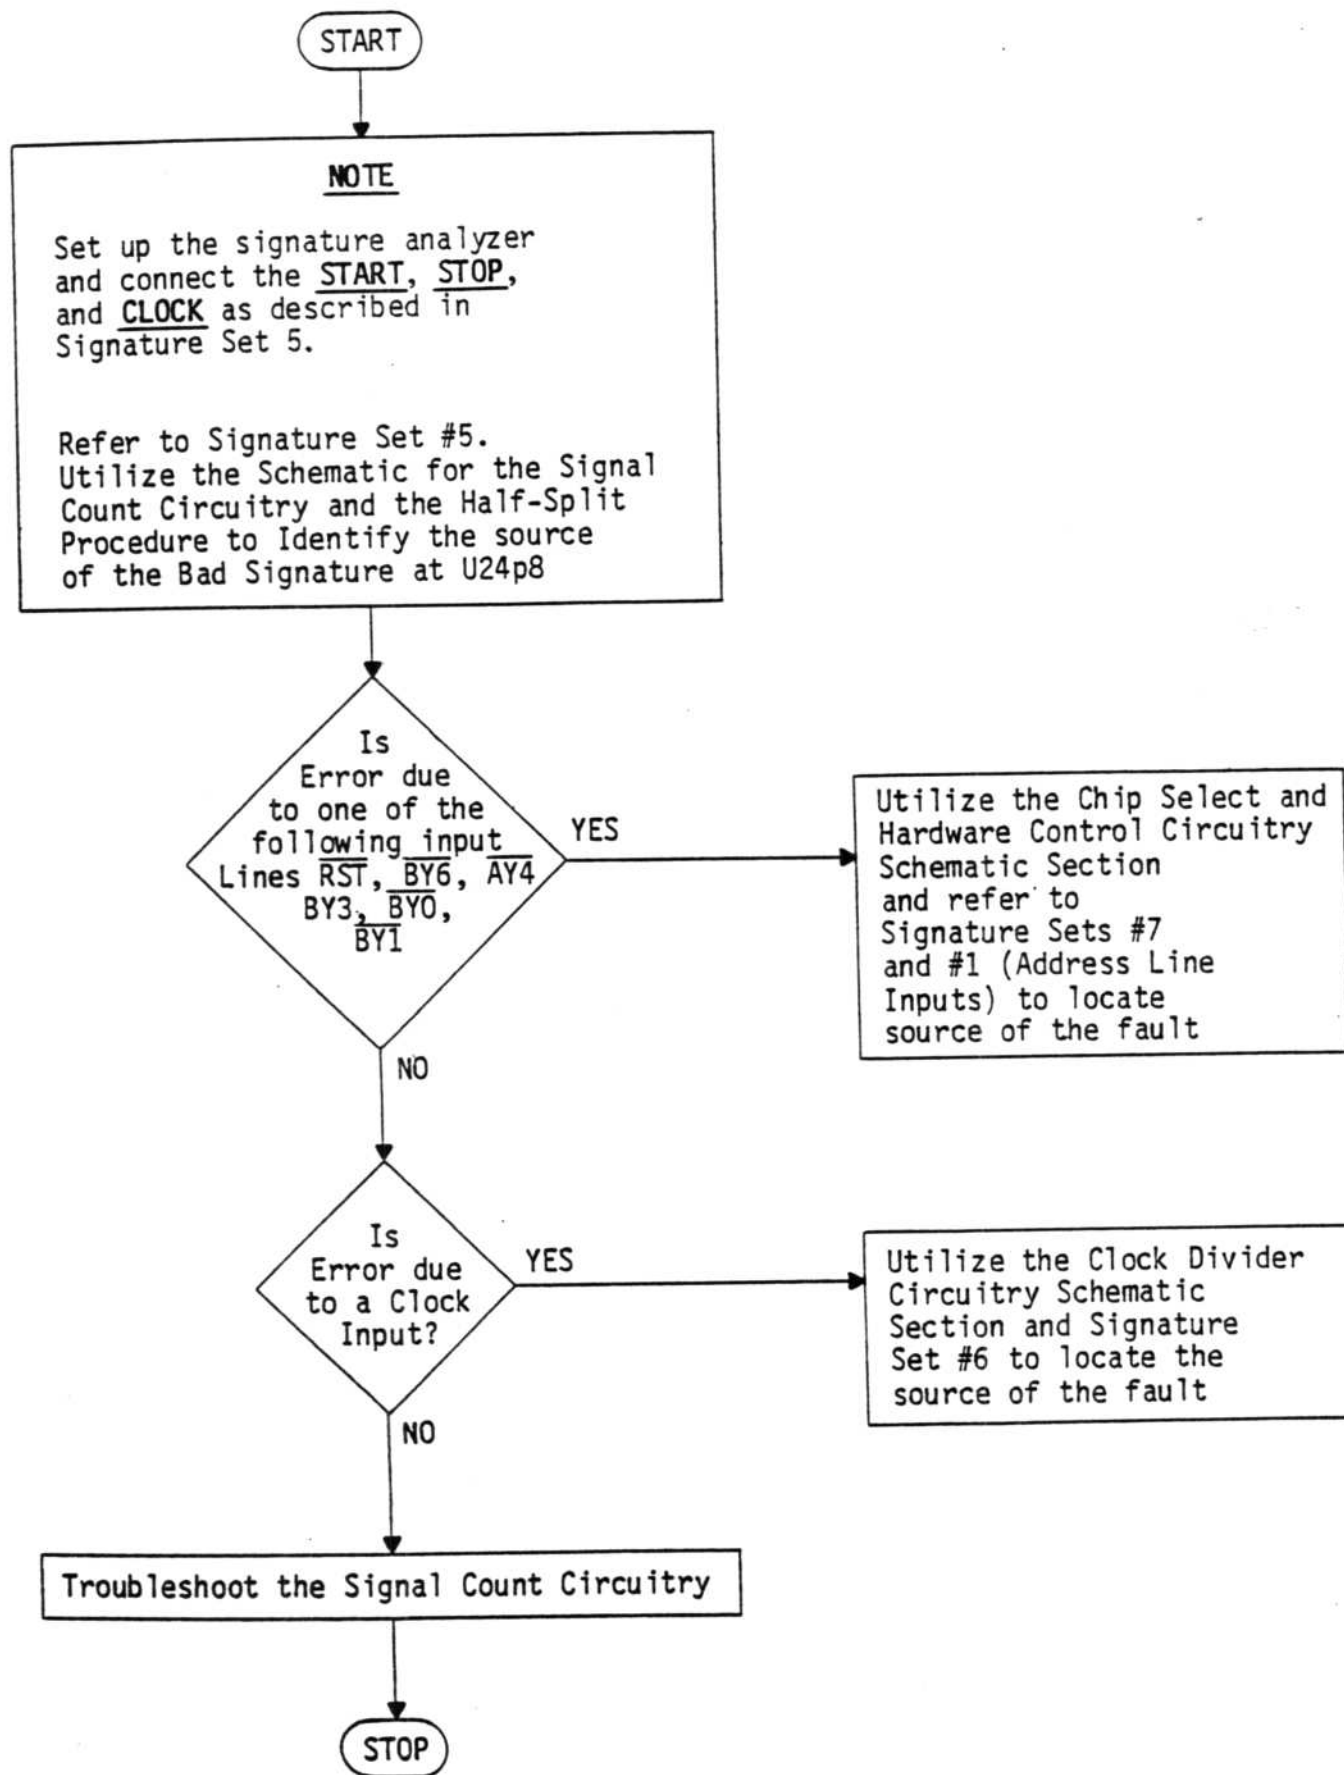 START
NOTE
Set up the signature analyzer
and connect the START, STOP,
and CLOCK as described in
Signature Set 5.
Refer to Signature Set #5.
Utilize the Schematic for the Signal
Count Circuitry and the Half-Split
Procedure to Identify the source
of the Bad Signature at U24p8
Is
Error due
to one of the
following input
Lines R̅S̅T̅, B̅Y̅6̅, A̅Y̅4̅
B̅Y̅3̅, B̅Y̅0̅,
B̅Y̅1̅
YES
Utilize the Chip Select and
Hardware Control Circuitry
Schematic Section
and refer to
Signature Sets #7
and #1 (Address Line
Inputs) to locate
source of the fault
NO
Is
Error due
to a Clock
Input?
YES
Utilize the Clock Divider
Circuitry Schematic
Section and Signature
Set #6 to locate the
source of the fault
NO
Troubleshoot the Signal Count Circuitry
STOP